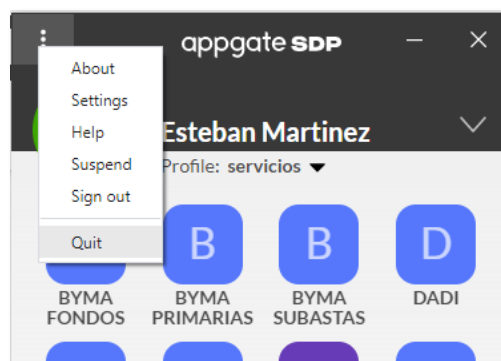 appgate SDP
About
Settings
Help
Suspend
Sign out
Quit
Esteban Martinez
Profile: servicios
B
B
D
BYMA
FONDOS
BYMA
PRIMARIAS
BYMA
SUBASTAS
DADI